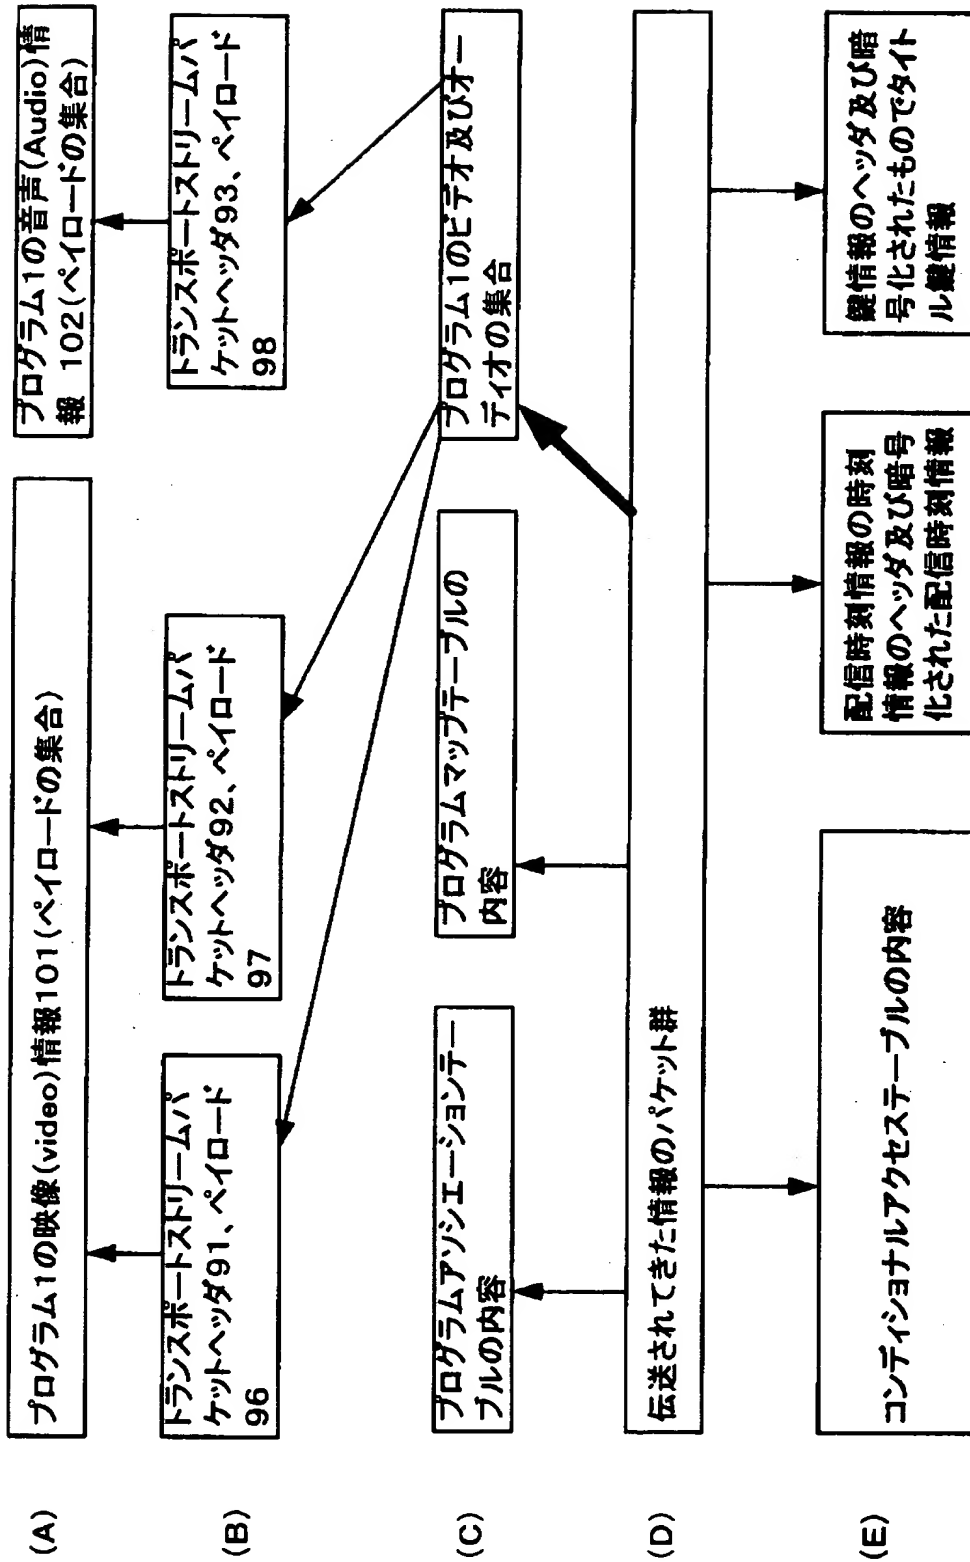 (A)
プログラム1の映像(video)情報101(ペイロードの集合)
プログラム1の音声(Audio)情
報 102(ペイロードの集合)
(B)
トランスポートストリームパ
ケットヘッダ91、ペイロード
96
トランスポートストリームパ
ケットヘッダ92、ペイロード
97
トランスポートストリームパ
ケットヘッダ93、ペイロード
98
(C)
プログラムアソシエーションテー
ブルの内容
プログラムマップテーブルの
内容
プログラム1のビデオ及びオー
ディオの集合
(D)
伝送されてきた情報のパケット群
(E)
コンディショナルアクセステーブルの内容
配信時刻情報の時刻
情報のヘッダ及び暗号
化された配信時刻情報
鍵情報のヘッダ及び暗
号化されたものでタイト
ル鍵情報